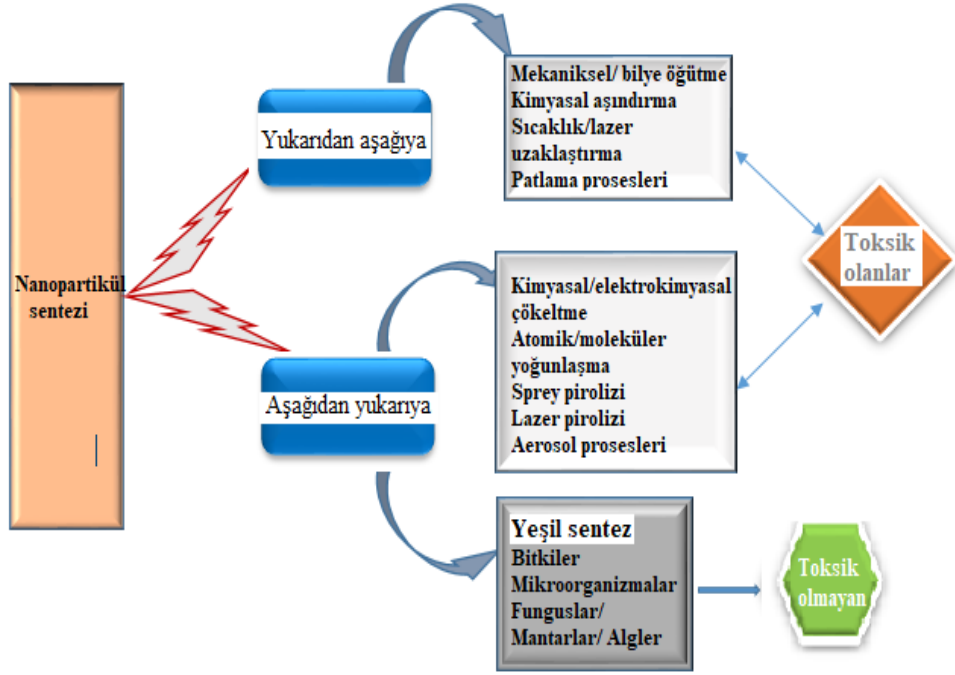 Nanopartikül
sentezi
Yukarıdan aşağıya
Mekaniksel/ bilye öğütme
Kimyasal aşındırma
Sıcaklık/lazer
uzaklaştırma
Patlama prosesleri
Aşağıdan yukarıya
Kimyasal/elektrokimyasal
çökeltme
Atomik/moleküler
yoğunlaşma
Sprey pirolizi
Lazer pirolizi
Aerosol prosesleri
Toksik
olanlar
Yeşil sentez
Bitkiler
Mikroorganizmalar
Funguslar/
Mantarlar/ Algler
Toksik
olmayan